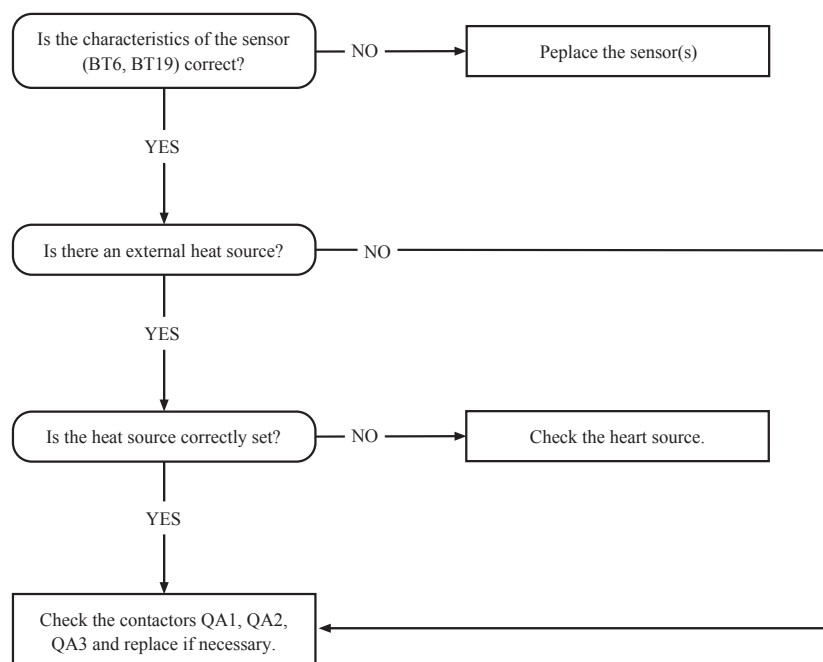 Is the characteristics of the sensor
(BT6, BT19) correct?
NO
Peplace the sensor(s)
YES
Is there an external heat source?
NO
YES
Is the heat source correctly set?
NO
Check the heart source.
YES
Check the contactors QA1, QA2,
QA3 and replace if necessary.